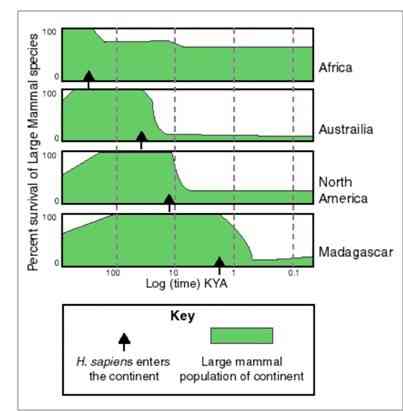 Percent survival of Large Mammal species
100
0
Africa
100
0
Austrailia
100
0
North
America
100
0
Madagascar
100
10
1
0.1
Log (time) KYA
Key
H. sapiens enters
the continent
Large mammal
population of continent